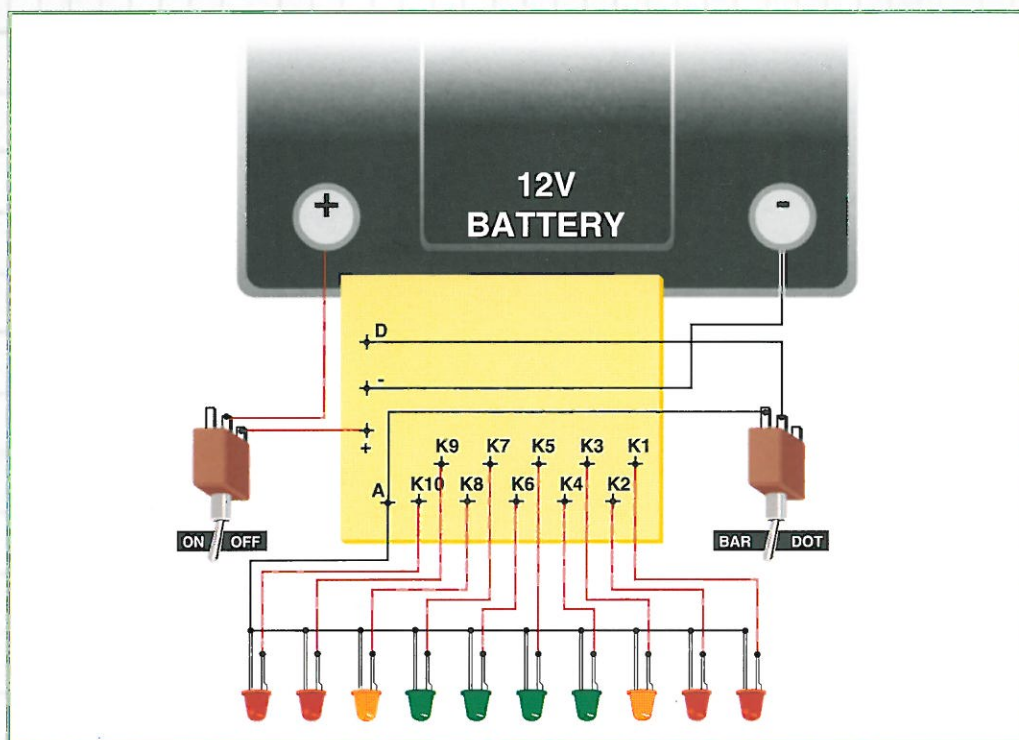 +
-
12V
BATTERY
D
-
+
K9 K7 K5 K3 K1
A K10 K8 K6 K4 K2
ON OFF
BAR DOT